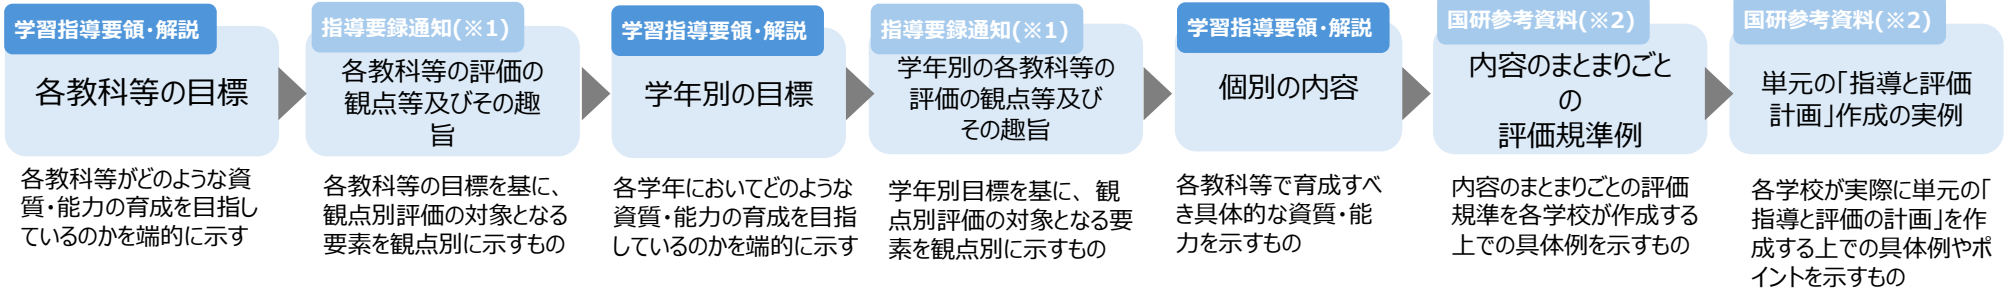 学習指導要領・解説
各教科等の目標
各教科等がどのような資
質・能力の育成を目指し
ているのかを端的に示す
指導要録通知(※1)
各教科等の評価の
観点等及びその趣
旨
各教科等の目標を基に、
観点別評価の対象となる
要素を観点別に示すもの
学習指導要領・解説
学年別の目標
各学年においてどのような
資質・能力の育成を目指
しているのかを端的に示す
指導要録通知(※1)
学年別の各教科等の
評価の観点等及び
その趣旨
学年別目標を基に、観
点別評価の対象となる要
素を観点別に示すもの
学習指導要領・解説
個別の内容
各教科等で育成すべ
き具体的な資質・能
力を示すもの
国研参考資料(※2)
内容のまとまりごと
の
評価規準例
内容のまとまりごとの評価
規準を各学校が作成する
上での具体例を示すもの
国研参考資料(※2)
単元の「指導と評価
計画」作成の実例
各学校が実際に単元の「
指導と評価の計画」を作
成する上での具体例やポ
イントを示すもの